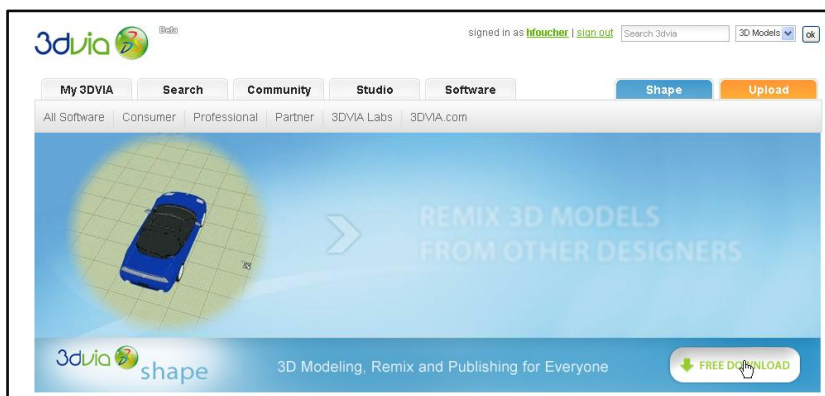 3dvia Beta
signed in as hfoucher | sign out Search 3dvia 3D Models ok
My 3DVIA Search Community Studio Software Shape Upload
All Software Consumer Professional Partner 3DVIA Labs 3DVIA.com
REMIX 3D MODELS
FROM OTHER DESIGNERS
3dvia shape 3D Modeling, Remix and Publishing for Everyone FREE DOWNLOAD